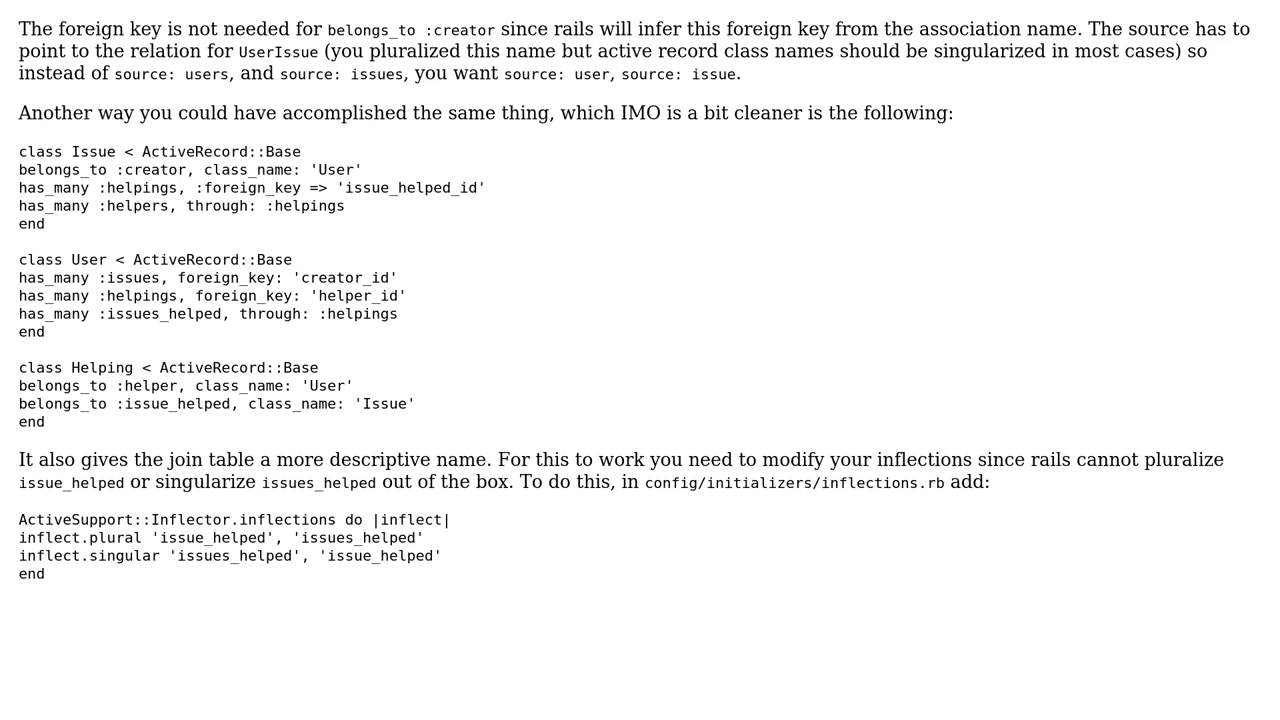 The foreign key is not needed for belongs_to :creator since rails will infer this foreign key from the association name. The source has to
point to the relation for UserIssue (you pluralized this name but active record class names should be singularized in most cases) so
instead of source: users, and source: issues, you want source: user, source: issue.
Another way you could have accomplished the same thing, which IMO is a bit cleaner is the following:
class Issue < ActiveRecord::Base
belongs_to :creator, class_name: 'User'
has_many :helpings, :foreign_key => 'issue_helped_id'
has_many :helpers, through: :helpings
end
class User < ActiveRecord::Base
has_many :issues, foreign_key: 'creator_id'
has_many :helpings, foreign_key: 'helper_id'
has_many :issues_helped, through: :helpings
end
class Helping < ActiveRecord::Base
belongs_to :helper, class_name: 'User'
belongs_to :issue_helped, class_name: 'Issue'
end
It also gives the join table a more descriptive name. For this to work you need to modify your inflections since rails cannot pluralize
issue_helped or singularize issues_helped out of the box. To do this, in config/initializers/inflections.rb add:
ActiveSupport::Inflector.inflections do |inflect|
inflect.plural 'issue_helped', 'issues_helped'
inflect.singular 'issues_helped', 'issue_helped'
end